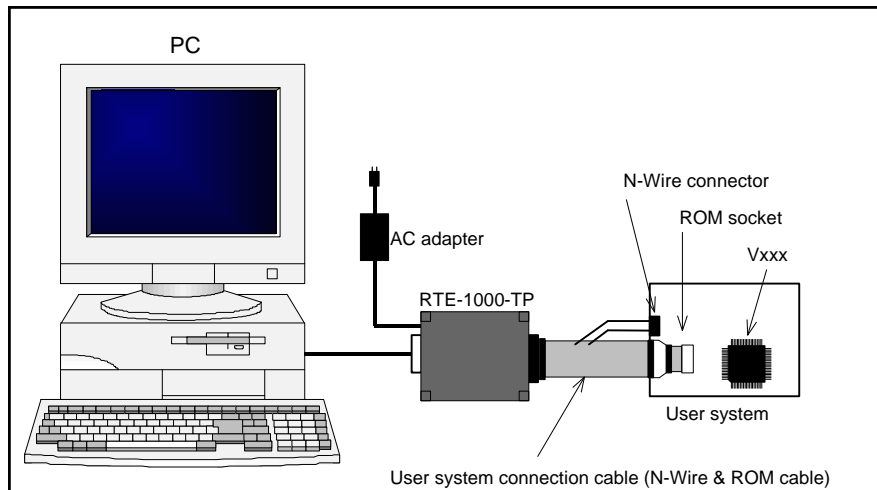 PC
N-Wire connector
ROM socket
Vxxx
AC adapter
RTE-1000-TP
User system
User system connection cable (N-Wire & ROM cable)